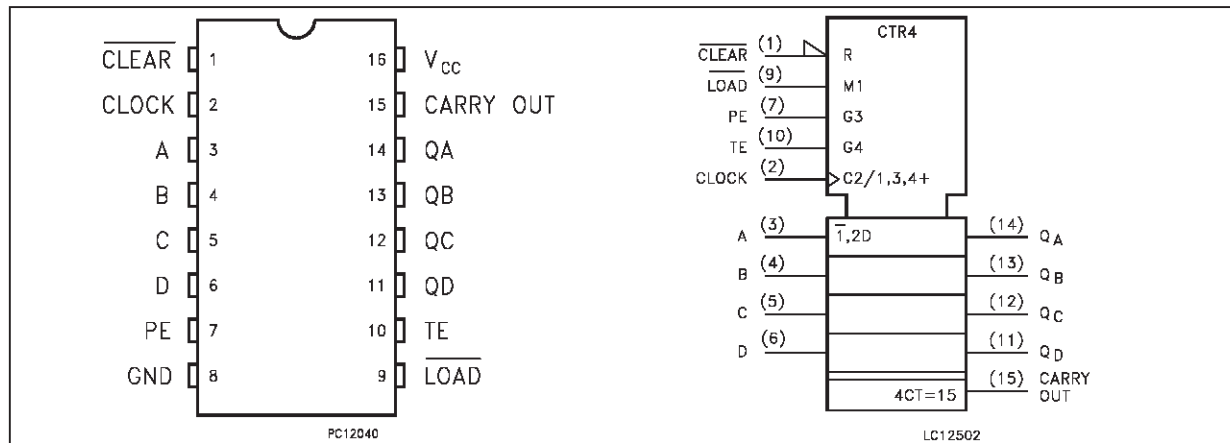 CLEAR 1 16 VCC
CLOCK 2 15 CARRY OUT
A 3 14 QA
B 4 13 QB
C 5 12 QC
D 6 11 QD
PE 7 10 TE
GND 8 9 LOAD
PC12040
CTR4
CLEAR (1) R
LOAD (9) M1
PE (7) G3
TE (10) G4
CLOCK (2) C2/1,3,4+
A (3) 1,2D (14) QA
B (4) (13) QB
C (5) (12) QC
D (6) (11) QD
4CT=15 (15) CARRY
OUT
LC12502